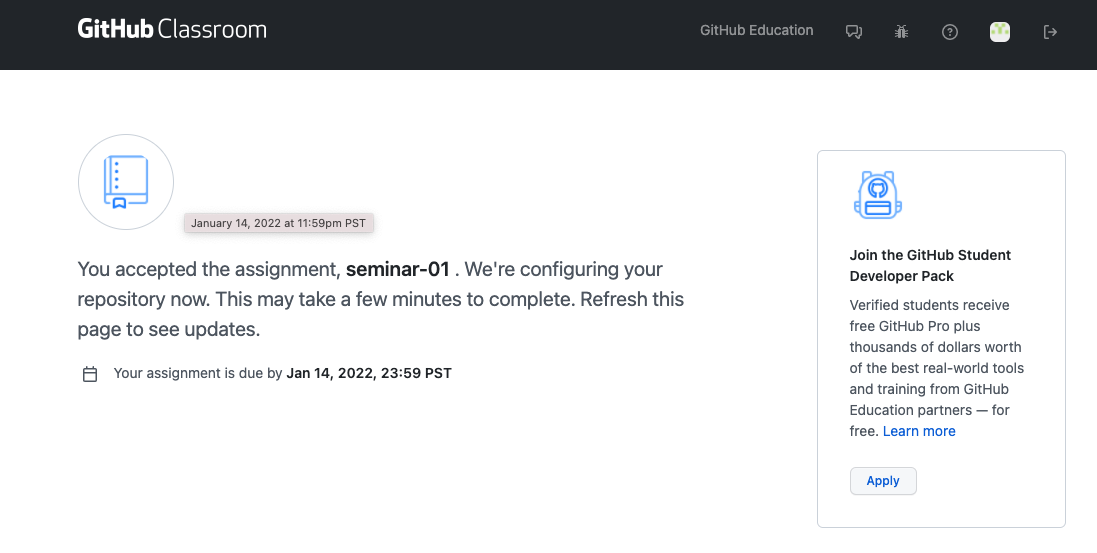 GitHub Classroom
GitHub Education
January 14, 2022 at 11:59pm PST
You accepted the assignment, seminar-01 . We're configuring your
repository now. This may take a few minutes to complete. Refresh this
page to see updates.
Your assignment is due by Jan 14, 2022, 23:59 PST
Join the GitHub Student
Developer Pack
Verified students receive
free GitHub Pro plus
thousands of dollars worth
of the best real-world tools
and training from GitHub
Education partners — for
free. Learn more
Apply